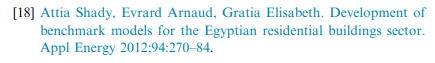 [18] Attia Shady, Evrard Arnaud, Gratia Elisabeth. Development of
benchmark models for the Egyptian residential buildings sector.
Appl Energy 2012;94:270–84.